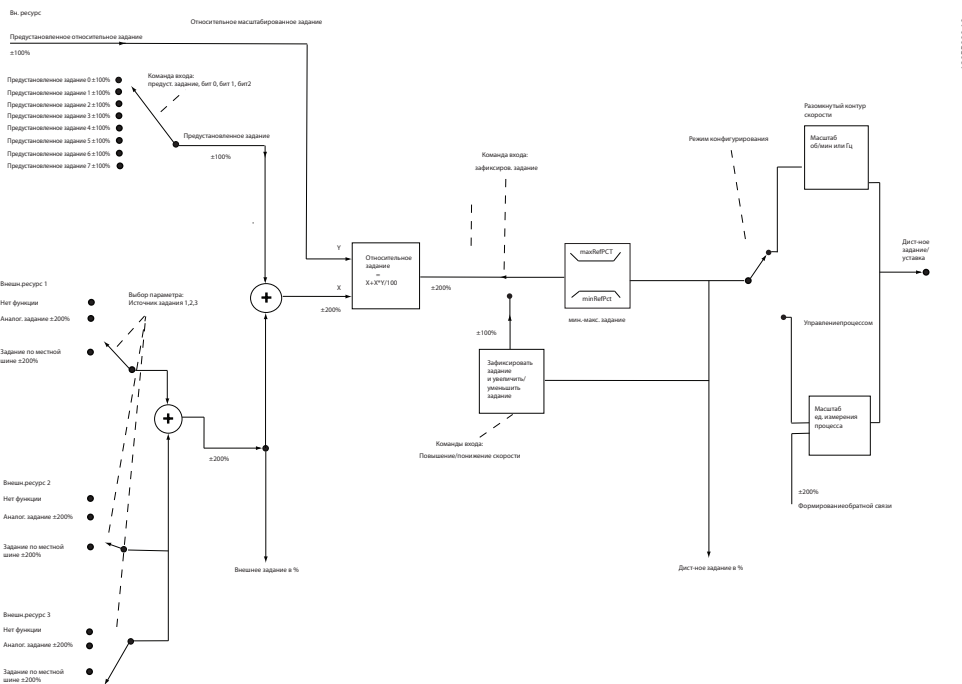 Вн. ресурс
Относительное масштабированное задание
Предустановленное относительное задание
±100%
Предустановленное задание 0 ±100%
Предустановленное задание 1 ±100%
Предустановленное задание 2 ±100%
Предустановленное задание 3 ±100%
Предустановленное задание 4 ±100%
Предустановленное задание 5 ±100%
Предустановленное задание 6 ±100%
Предустановленное задание 7 ±100%
Команда входа:
предуст. задание, бит 0, бит 1, бит2
Предустановленное задание
±100%
Y
X
±200%
Относительное
задание
=
X+X*Y/100
±200%
Команда входа:
зафиксиров. задание
maxRefPCT
minRefPct
мин.-макс. задание
±100%
Зафиксировать
задание
и увеличить/
уменьшить
задание
Команды входа:
Повышение/понижение скорости
Режим конфигурирования
Разомкнутый контур
скорости
Масштаб
об/мин или Гц
Дист-ное
задание/
уставка
Управлениепроцессом
Масштаб
ед. измерения
процесса
±200%
Формированиеобратной связи
Дист-ное задание в %
Внешн.ресурс 1
Нет функции
Аналог. задание ±200%
Задание по местной
шине ±200%
Выбор параметра:
Источник задания 1,2,3
+
+
±200%
Внешнее задание в %
Внешн.ресурс 2
Нет функции
Аналог. задание ±200%
Задание по местной
шине ±200%
Внешн.ресурс 3
Нет функции
Аналог. задание ±200%
Задание по местной
шине ±200%